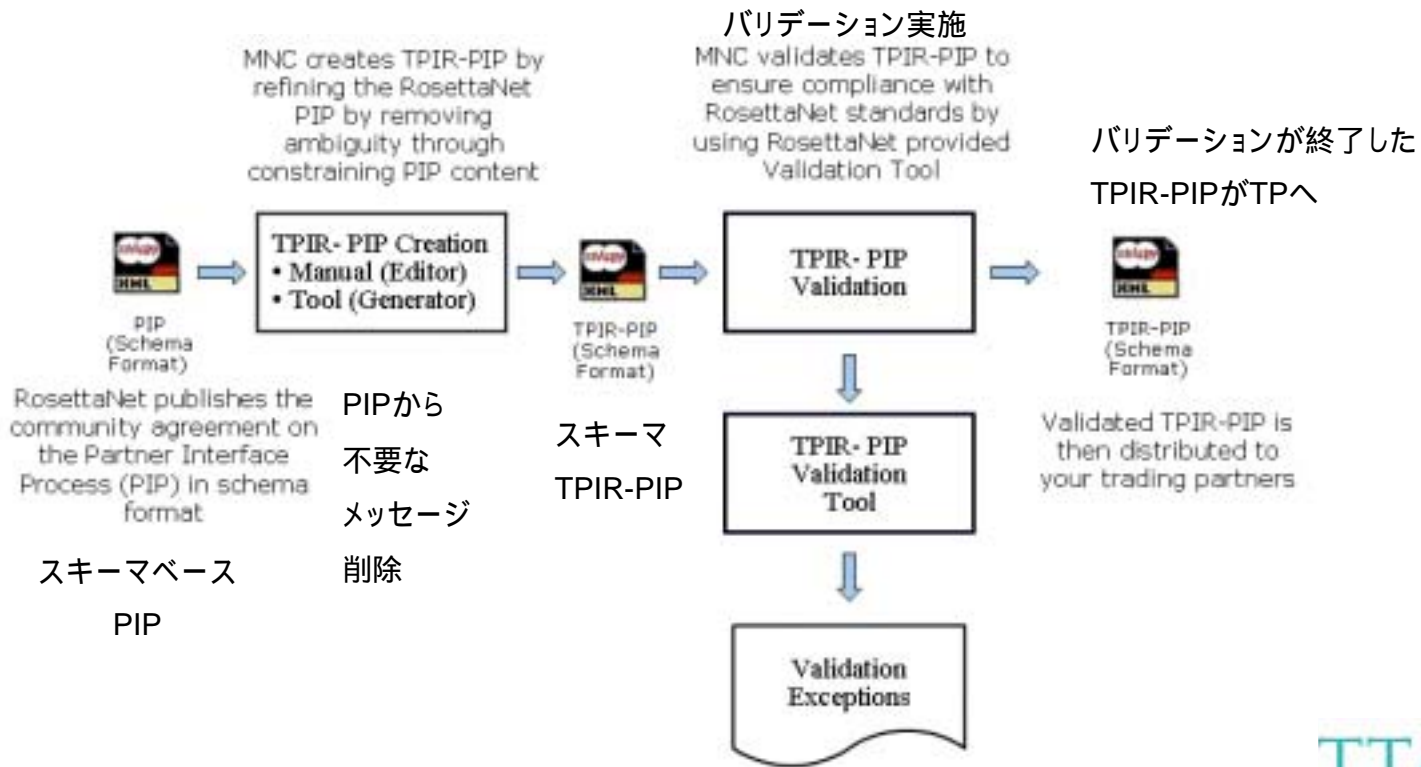 バリデーション実施
MNC creates TPIR-PIP by
refining the RosettaNet
PIP by removing
ambiguity through
constraining PIP content
MNC validates TPIR-PIP to
ensure compliance with
RosettaNet standards by
using RosettaNet provided
Validation Tool
バリデーションが終了した
TPIR-PIPがTPへ
XML
PIP
(Schema
Format)
TPIR- PIP Creation
• Manual (Editor)
• Tool (Generator)
XML
TPIR-PIP
(Schema
Format)
TPIR- PIP
Validation
XML
TPIR-PIP
(Schema
Format)
RosettaNet publishes the
community agreement on
the Partner Interface
Process (PIP) in schema
format
スキーマベース
PIP
PIPから
不要な
メッセージ
削除
スキーマ
TPIR-PIP
TPIR- PIP
Validation
Tool
Validated TPIR-PIP is
then distributed to
your trading partners
Validation
Exceptions